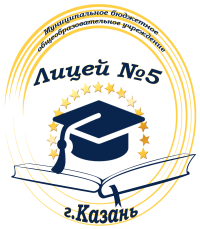 Муниципальное бюджетное
общеобразовательное учреждение
Лицей №5
г.Казань